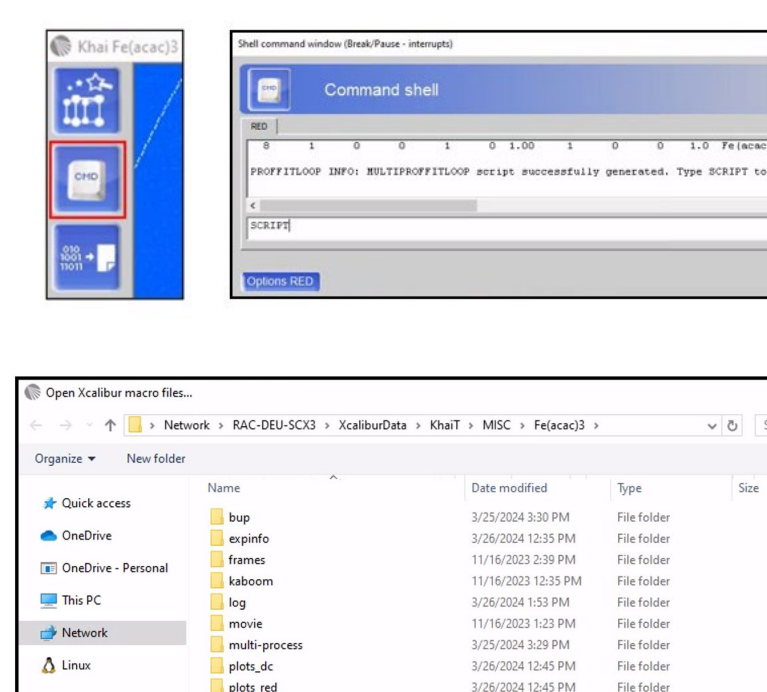 Khai Fe(acac)3
CMD
010
1001
11011
Shell command window (Break/Pause - interrupts)
CMD
Command shell
RED
8 1 0 0 1 0 1.00 1 0 0 1.0 Fe(acac
PROFFITLOOP INFO: MULTIPROFFITLOOP script successfully generated. Type SCRIPT to
SCRIPT
Options RED
Open Xcalibur macro files...
Network > RAC-DEU-SCX3 > XcaliburData > KhaiT > MISC > Fe(acac)3 >
Organize New folder
Name Date modified Type Size
Quick access
OneDrive
OneDrive - Personal
This PC
Network
Linux
bup 3/25/2024 3:30 PM File folder
expinfo 3/26/2024 12:35 PM File folder
frames 11/16/2023 2:39 PM File folder
kaboom 11/16/2023 12:35 PM File folder
log 3/26/2024 1:53 PM File folder
movie 11/16/2023 1:23 PM File folder
multi-process 3/25/2024 3:29 PM File folder
plots_dc 3/26/2024 12:45 PM File folder
plots_red 3/26/2024 12:45 PM File folder